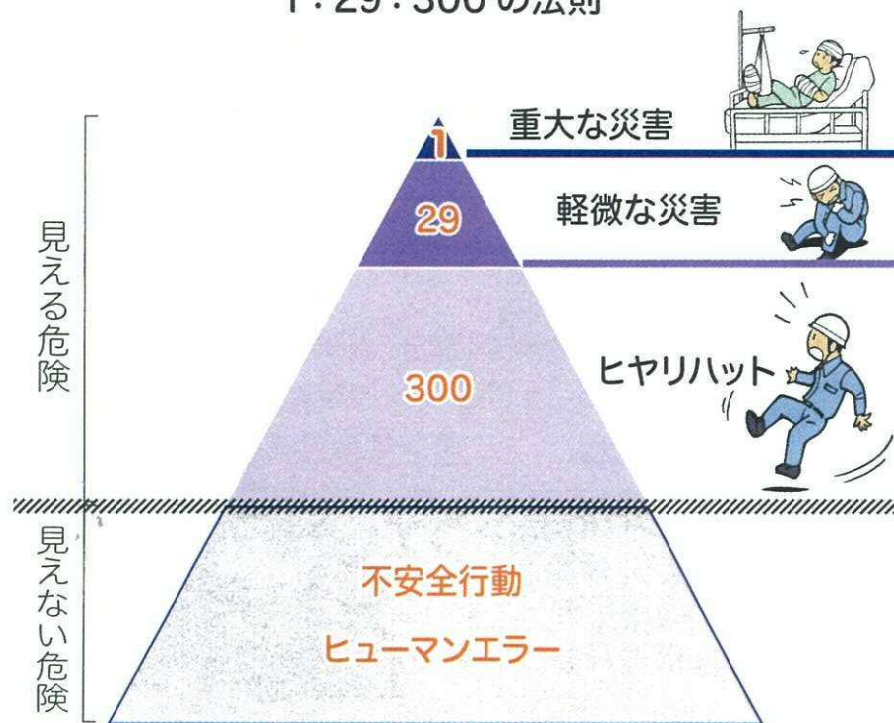 1：29：300の法則
1
重大な災害
29
軽微な災害
300
ヒヤリハット
見える危険
不安全行動
ヒューマンエラー
見えない危険